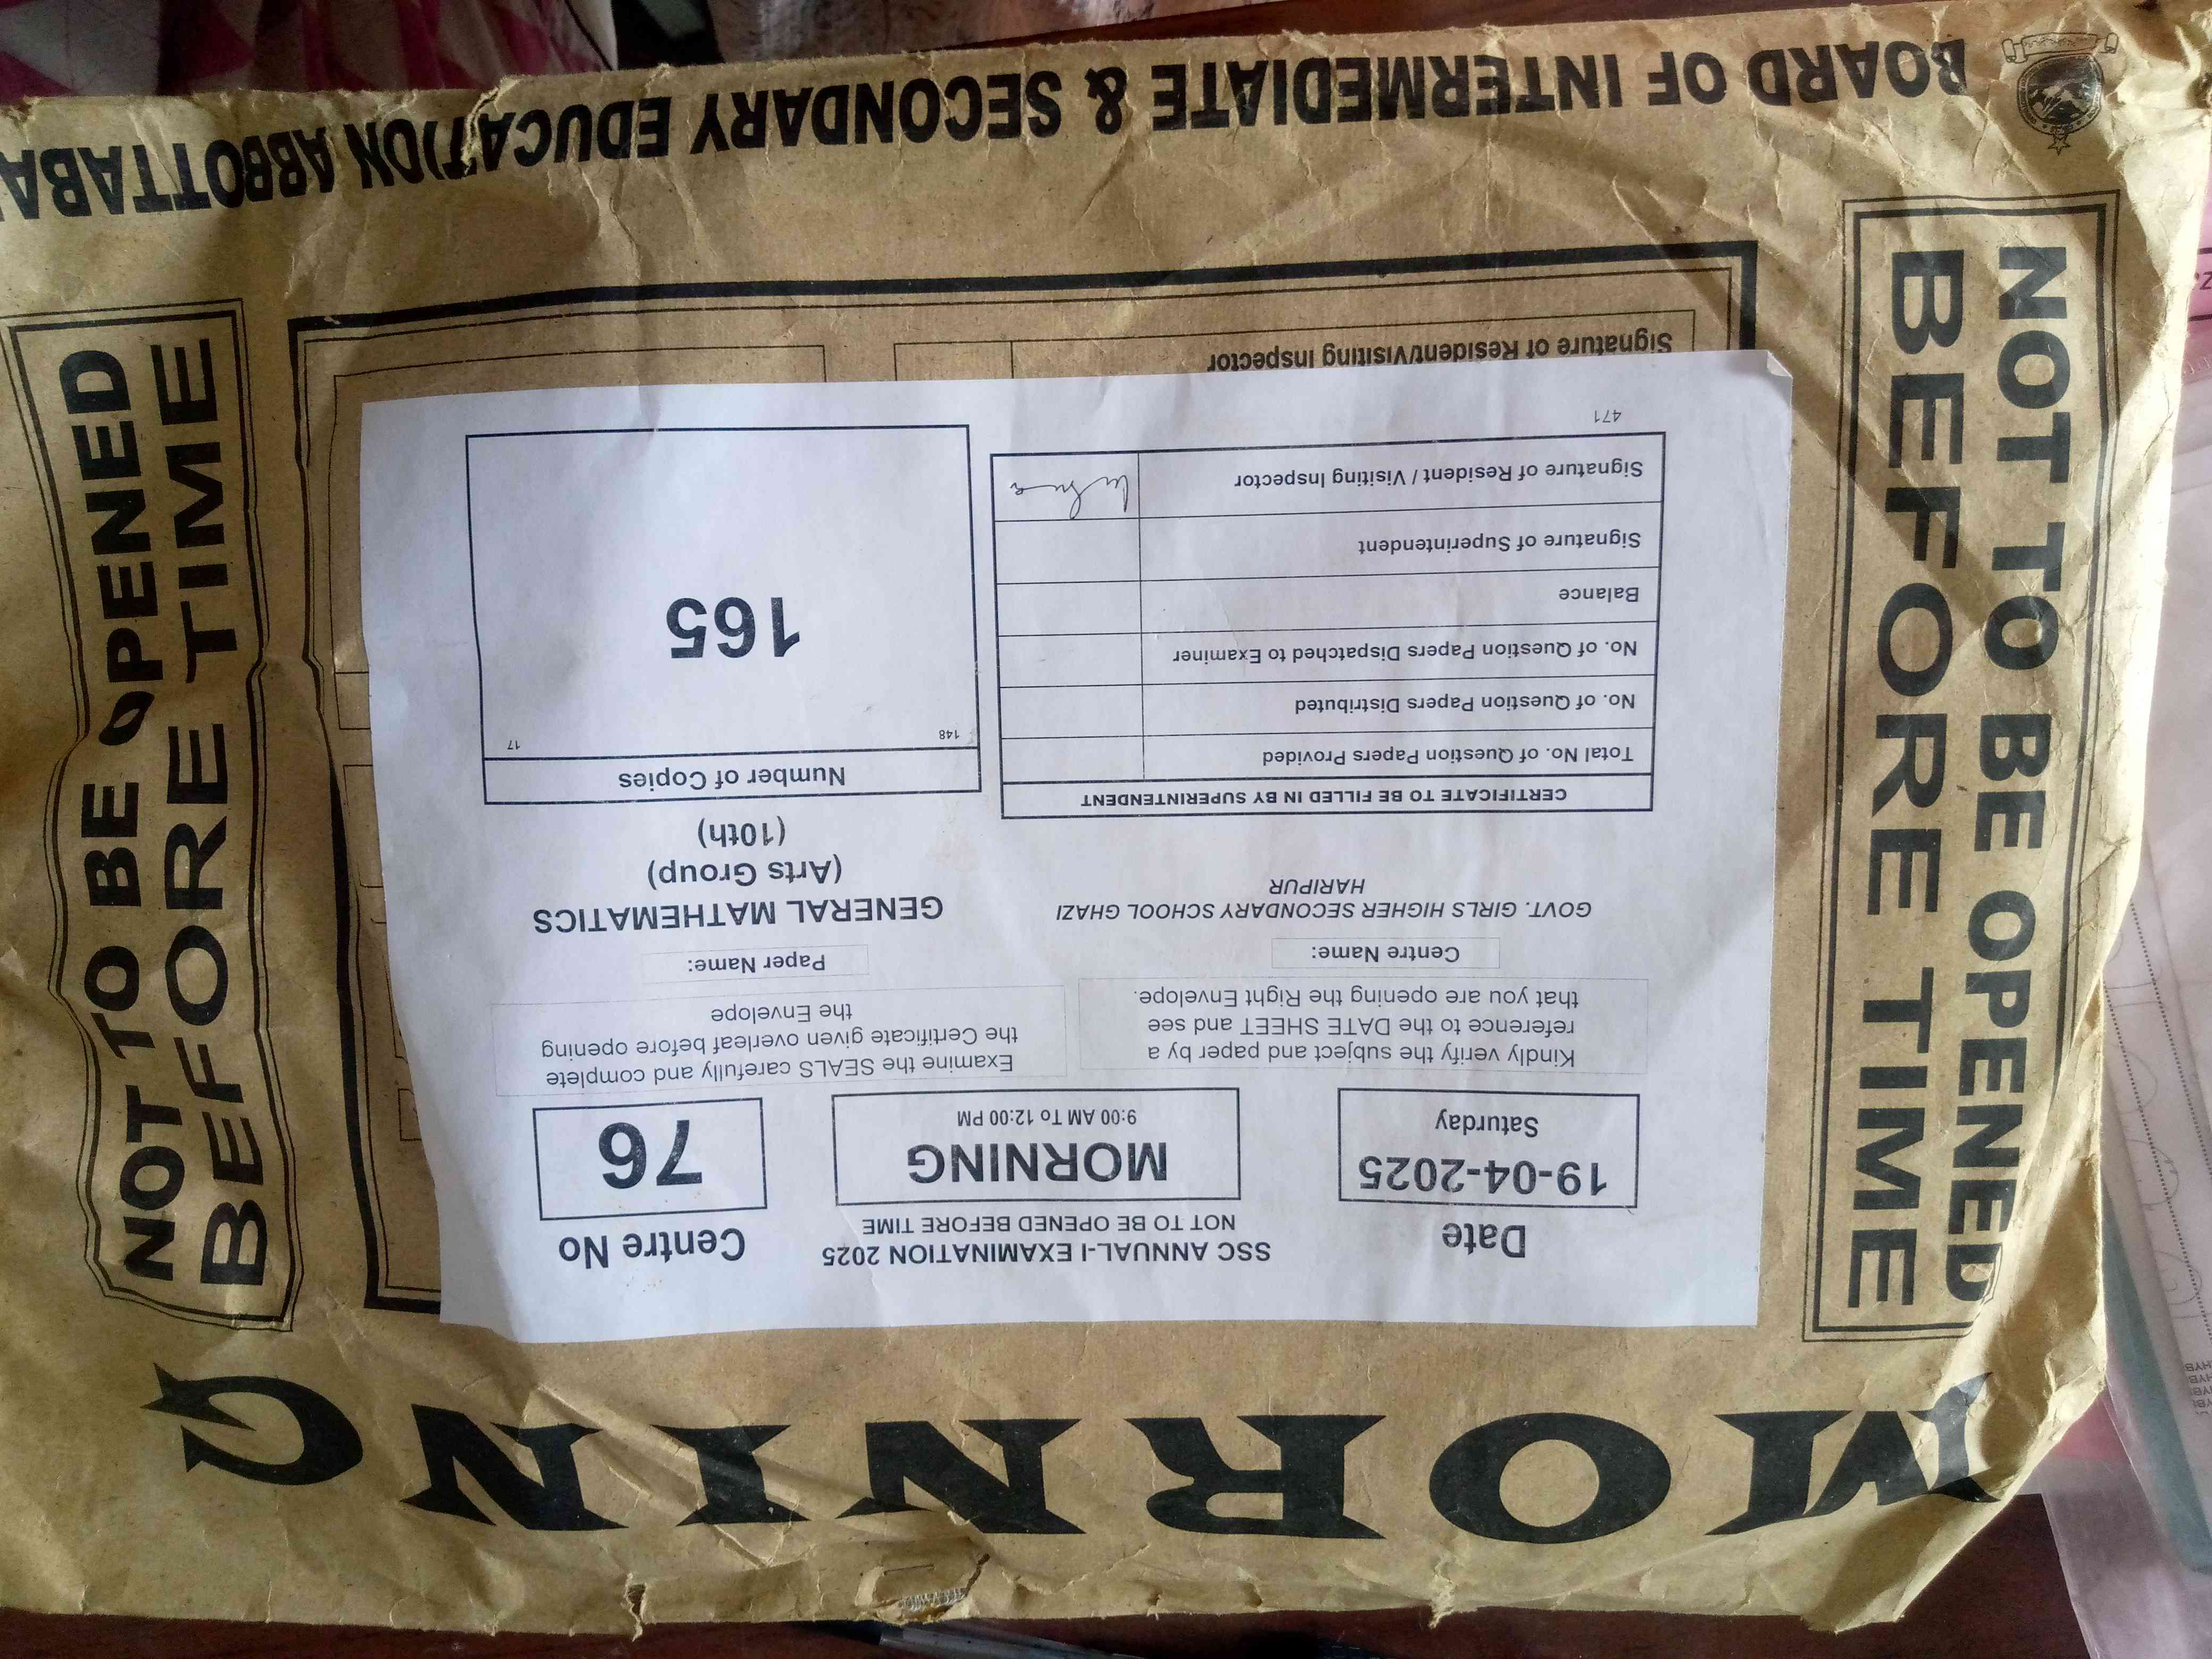 MORNING
NOT TO BE OPENED
BEFORE TIME
Date
19-04-2025
Saturday
SSC ANNUAL-I EXAMINATION 2025
NOT TO BE OPENED BEFORE TIME
MORNING
9:00 AM To 12:00 PM
Centre No
76
Kindly verify the subject and paper by a
reference to the DATE SHEET and see
that you are opening the Right Envelope.
Examine the SEALS carefully and complete
the Certificate given overleaf before opening
the Envelope
Centre Name:
GOVT. GIRLS HIGHER SECONDARY SCHOOL GHAZI
HARIPUR
Paper Name:
GENERAL MATHEMATICS
(Arts Group)
(10th)
CERTIFICATE TO BE FILLED IN BY SUPERINTENDENT
Total No. of Question Papers Provided
No. of Question Papers Distributed
No. of Question Papers Dispatched to Examiner
Balance
Signature of Superintendent
Signature of Resident / Visiting Inspector
471
Number of Copies
148 17
165
Signature of Resident/Visiting Inspector
NOT TO BE OPENED
BEFORE TIME
BOARD OF INTERMEDIATE & SECONDARY EDUCATION ABBOTTABA